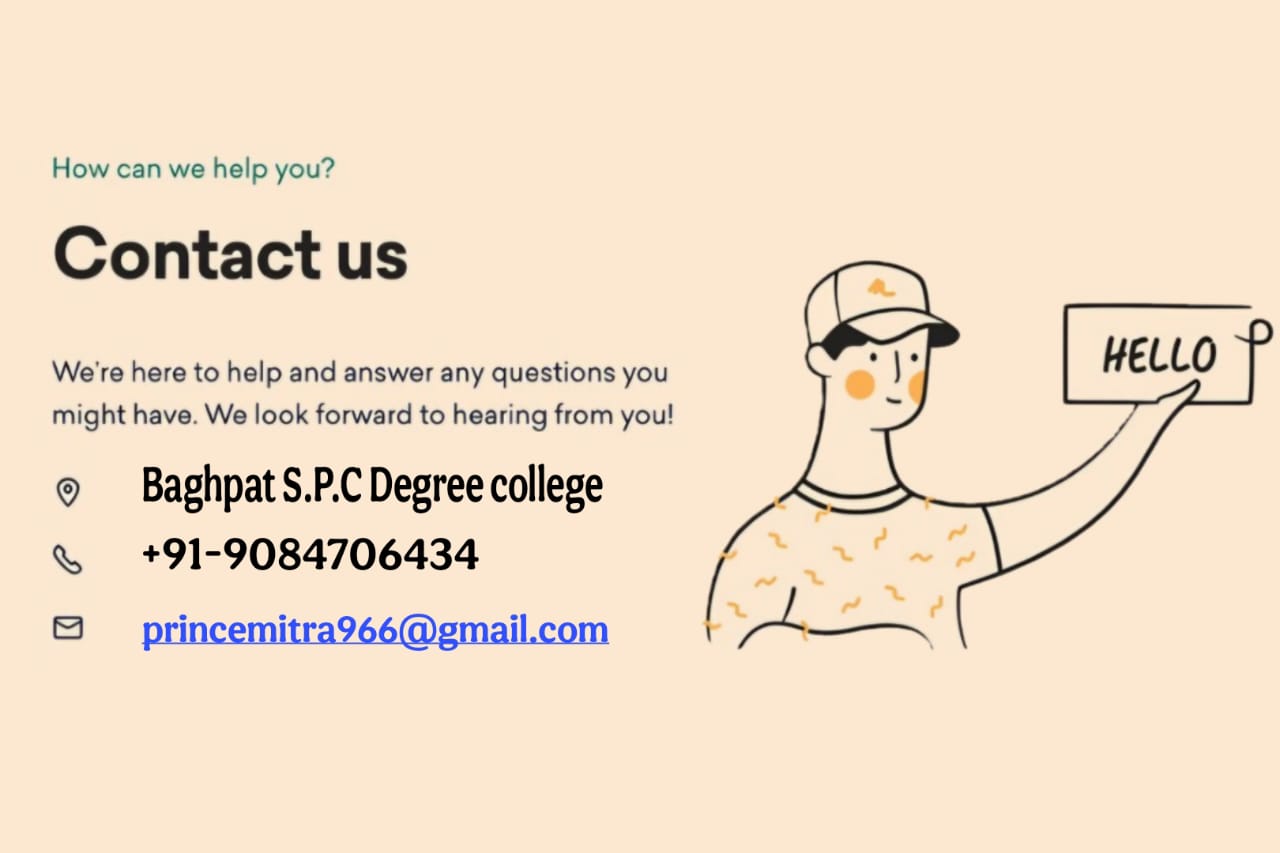 How can we help you?
Contact us
We're here to help and answer any questions you
might have. We look forward to hearing from you!
Baghpat S.P.C Degree college
+91-9084706434
princemitra966@gmail.com
HELLO